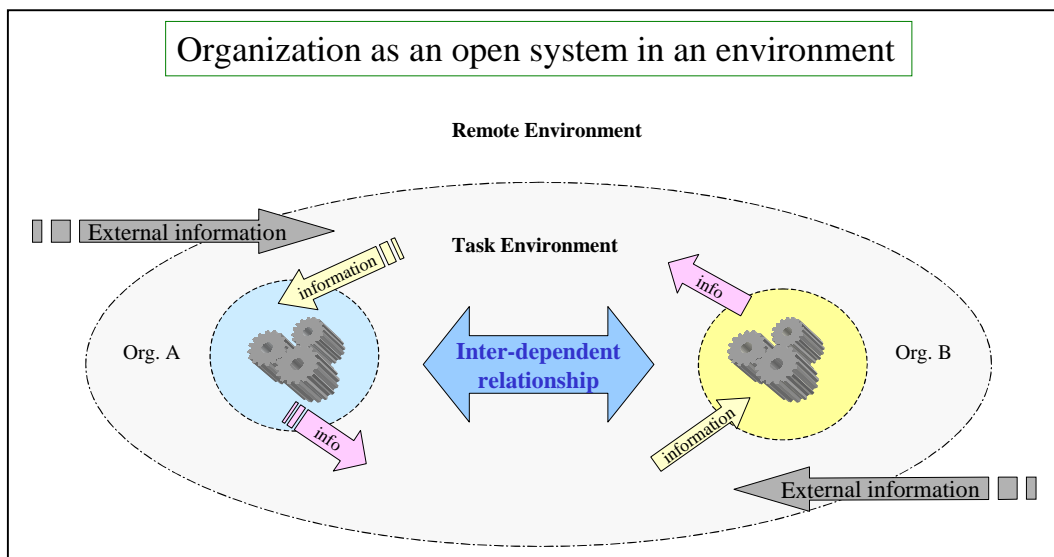 Organization as an open system in an environment
Remote Environment
External information
Task Environment
information
info
Org. A
Inter-dependent
relationship
Org. B
info
information
External information